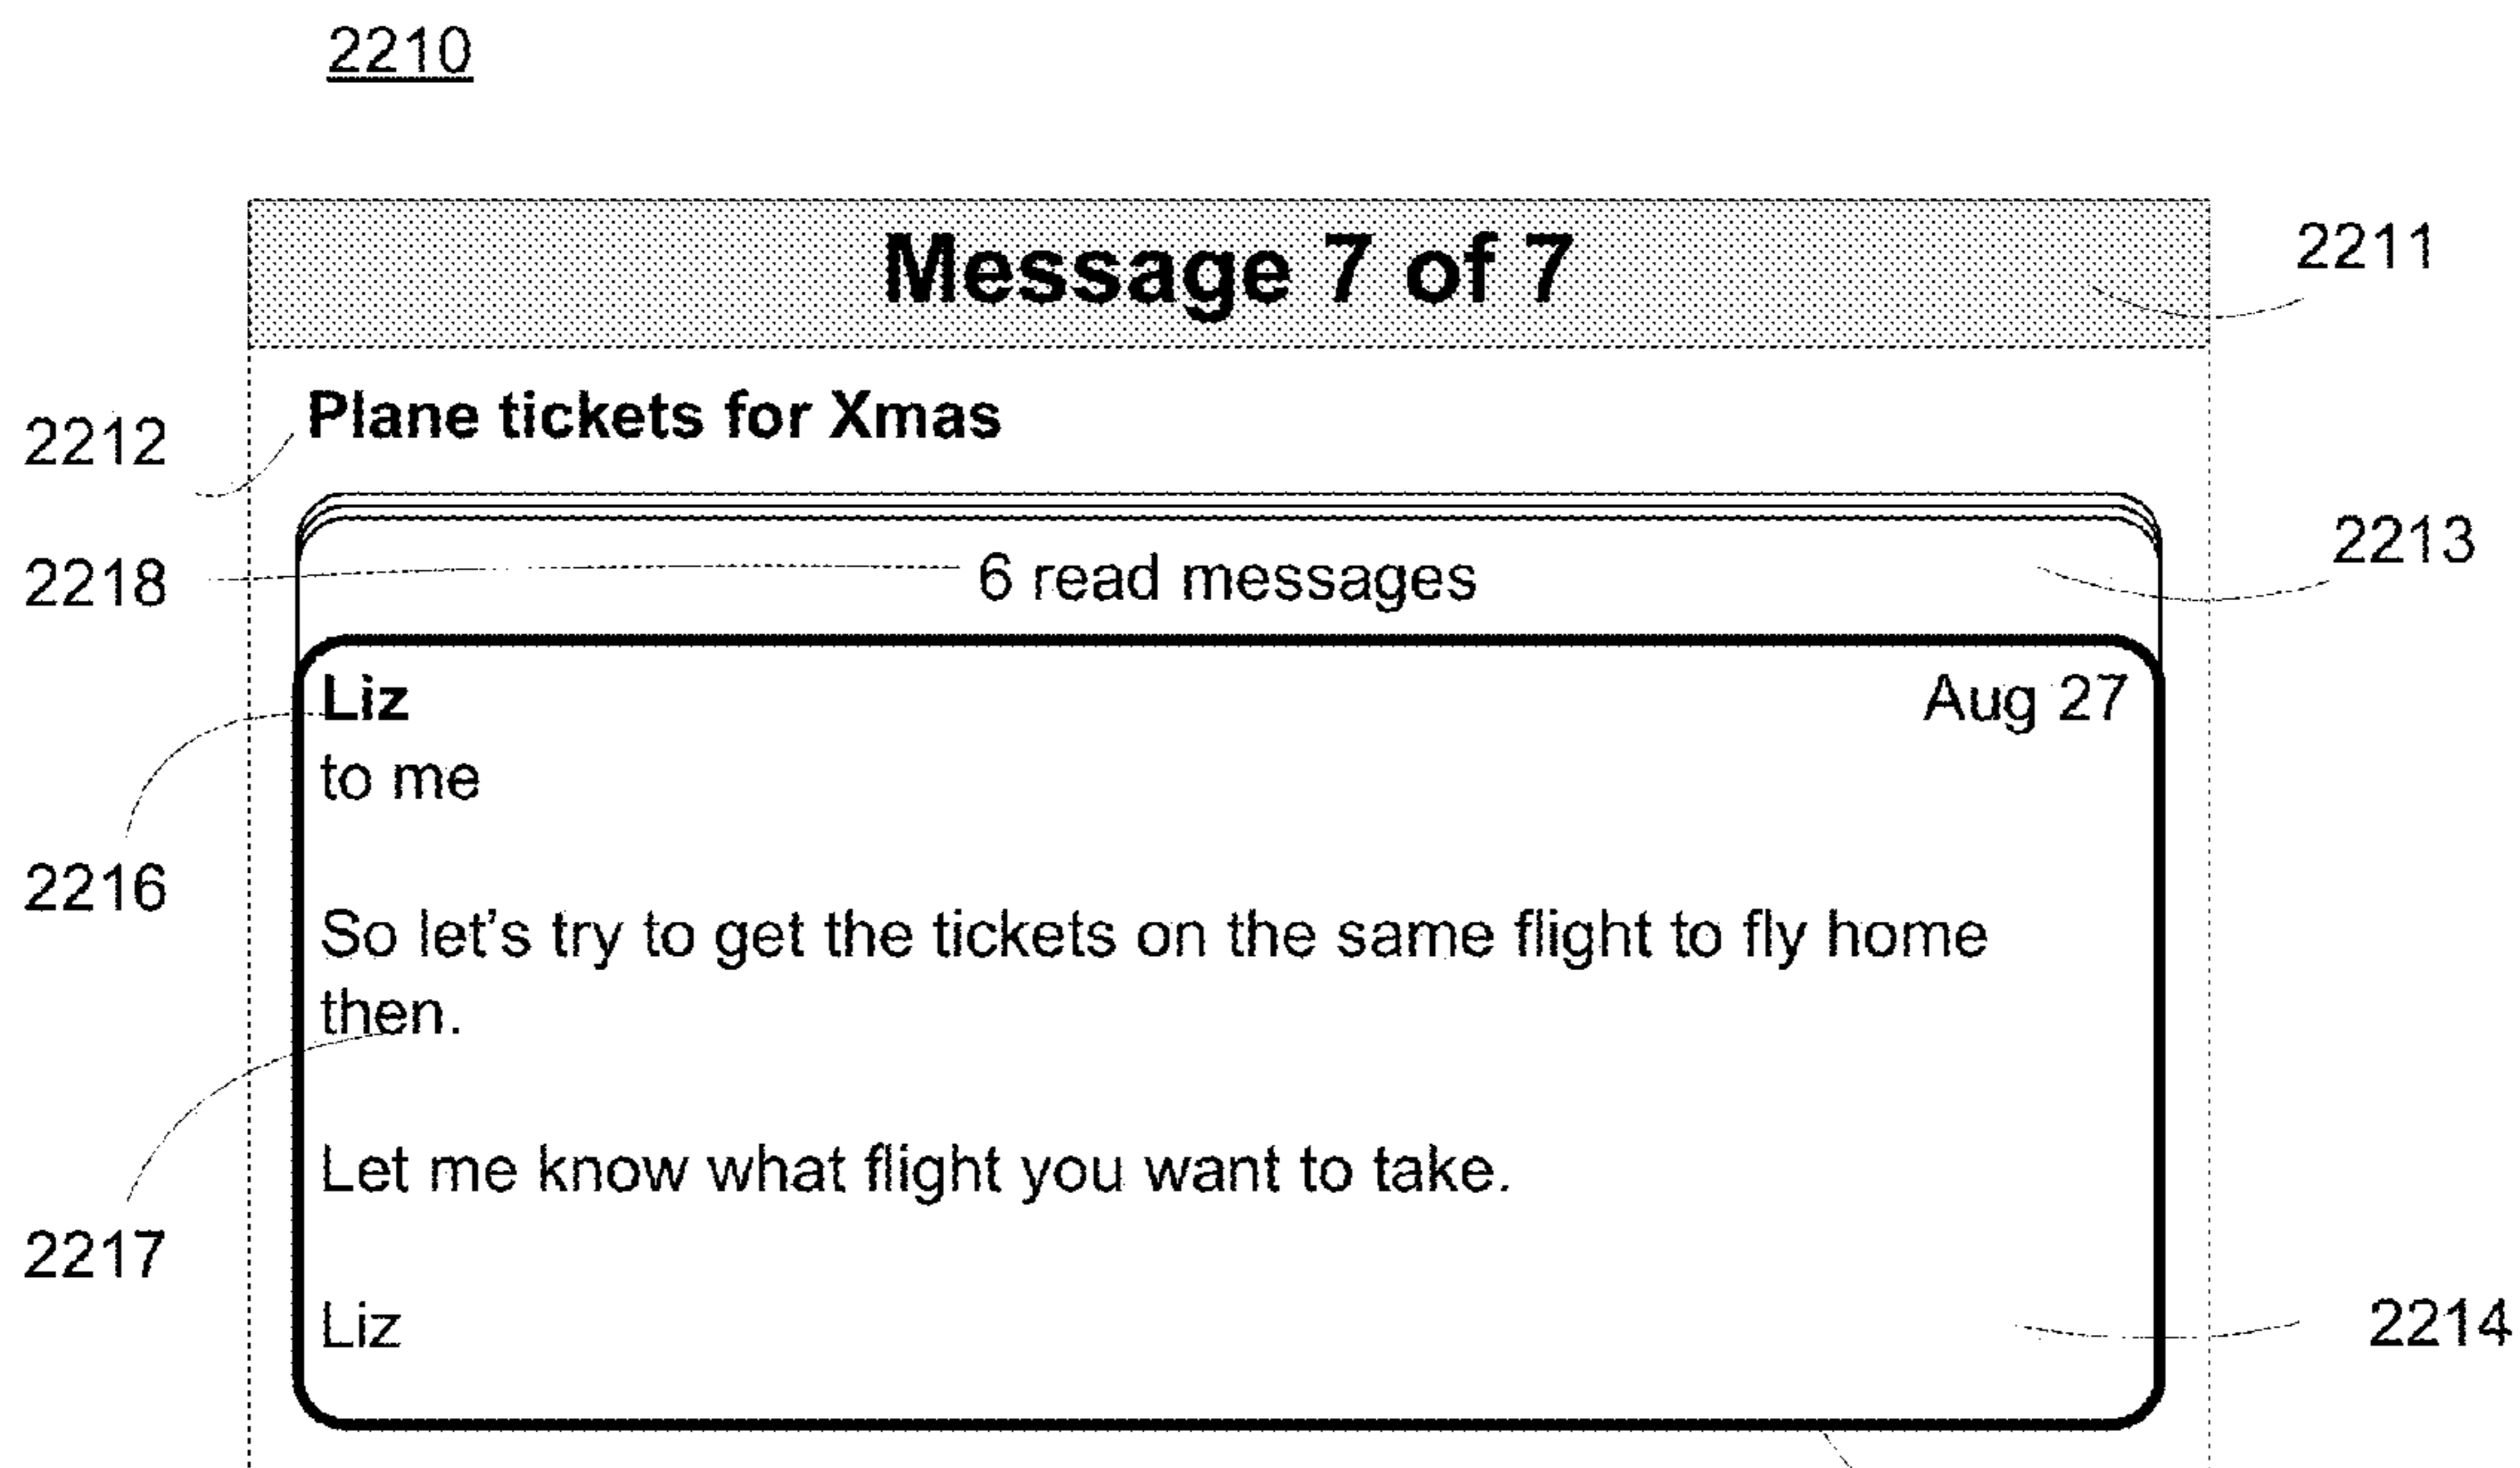 2210
Message 7 of 7
2211
Plane tickets for Xmas
2212
2213
2218
6 read messages
Liz
Aug 27
to me
2216
So let's try to get the tickets on the same flight to fly home
then.
Let me know what flight you want to take.
2217
Liz
2214